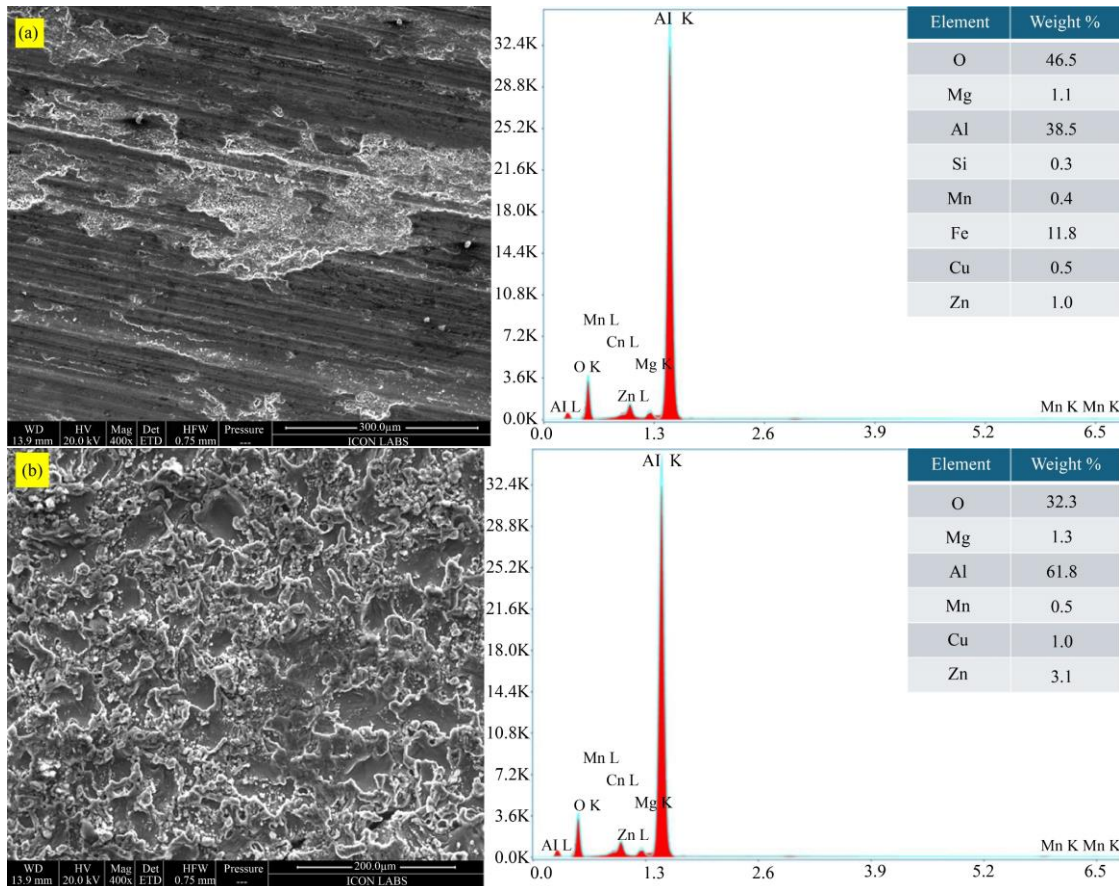 (a)
WD HV Mag Det HFW Pressure 300.0µm
13.9 mm 20.0 kV 400x ETD 0.75 mm --- ICON LABS
Al K
32.4K
28.8K
25.2K
21.6K
18.0K
14.4K
10.8K
7.2K
3.6K
0.0K
Mn L
Cn L
O K
Mg K
Al L
Zn L
Mn K Mn K
0.0 1.3 2.6 3.9 5.2 6.5
Element Weight %
O 46.5
Mg 1.1
Al 38.5
Si 0.3
Mn 0.4
Fe 11.8
Cu 0.5
Zn 1.0
(b)
WD HV Mag Det HFW Pressure 200.0µm
13.9 mm 20.0 kV 400x ETD 0.75 mm --- ICON LABS
Al K
32.4K
28.8K
25.2K
21.6K
18.0K
14.4K
10.8K
7.2K
3.6K
0.0K
Mn L
Cn L
O K
Mg K
Al L
Zn L
Mn K Mn K
0.0 1.3 2.6 3.9 5.2 6.5
Element Weight %
O 32.3
Mg 1.3
Al 61.8
Mn 0.5
Cu 1.0
Zn 3.1